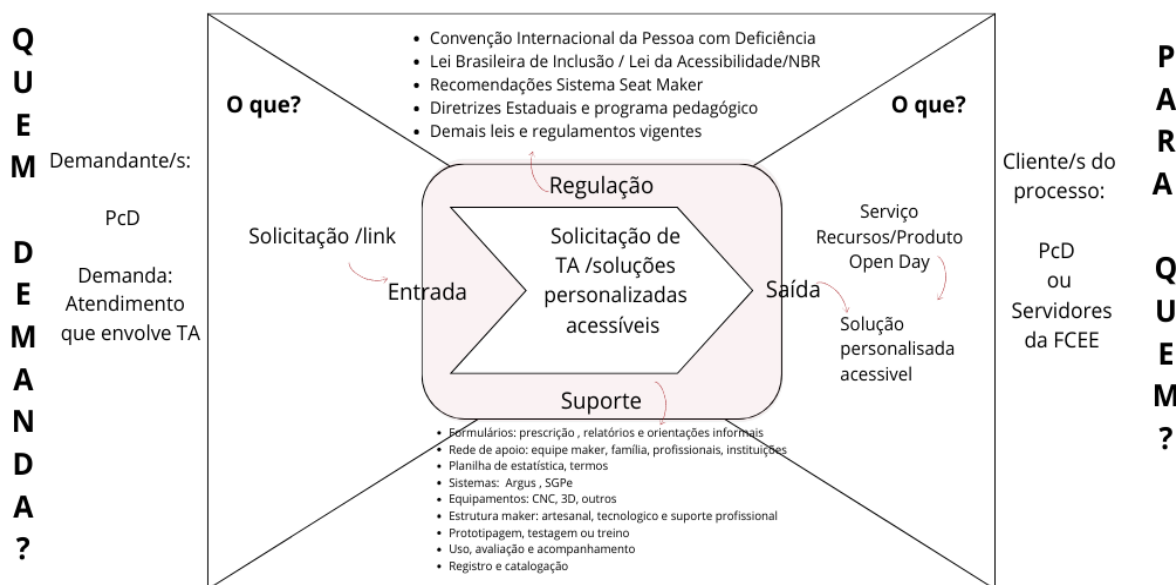 QUEM DEMANDA?
Demandante/s:
PcD
Demanda:
Atendimento
que envolve TA
O que?
Solicitação /link
Entrada
• Convenção Internacional da Pessoa com Deficiência
• Lei Brasileira de Inclusão / Lei da Acessibilidade/NBR
• Recomendações Sistema Seat Maker
• Diretrizes Estaduais e programa pedagógico
• Demais leis e regulamentos vigentes
Regulação
Solicitação de
TA /soluções
personalizadas
acessíveis
Suporte
• Formulários: prescrição , relatórios e orientações informais
• Rede de apoio: equipe maker, família, profissionais, instituições
• Planilha de estatística, termos
• Sistemas: Argus , SGPe
• Equipamentos: CNC, 3D, outros
• Estrutura maker: artesanal, tecnologico e suporte profissional
• Prototipagem, testagem ou treino
• Uso, avaliação e acompanhamento
• Registro e catalogação
O que?
Serviço
Recursos/Produto
Open Day
Saída
Solução
personalisada
acessivel
Cliente/s do
processo:
PcD
ou
Servidores
da FCEE
PARA QUEM?